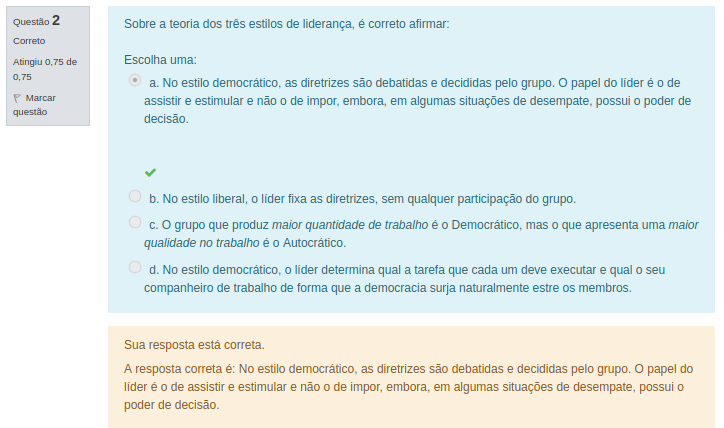 Questão 2
Correto
Atingiu 0,75 de
0,75
Marcar
questão
Sobre a teoria dos três estilos de liderança, é correto afirmar:
Escolha uma:
a. No estilo democrático, as diretrizes são debatidas e decididas pelo grupo. O papel do líder é o de
assistir e estimular e não o de impor, embora, em algumas situações de desempate, possui o poder de
decisão.
b. No estilo liberal, o líder fixa as diretrizes, sem qualquer participação do grupo.
c. O grupo que produz maior quantidade de trabalho é o Democrático, mas o que apresenta uma maior
qualidade no trabalho é o Autocrático.
d. No estilo democrático, o líder determina qual a tarefa que cada um deve executar e qual o seu
companheiro de trabalho de forma que a democracia surja naturalmente estre os membros.
Sua resposta está correta.
A resposta correta é: No estilo democrático, as diretrizes são debatidas e decididas pelo grupo. O papel do
líder é o de assistir e estimular e não o de impor, embora, em algumas situações de desempate, possui o
poder de decisão.